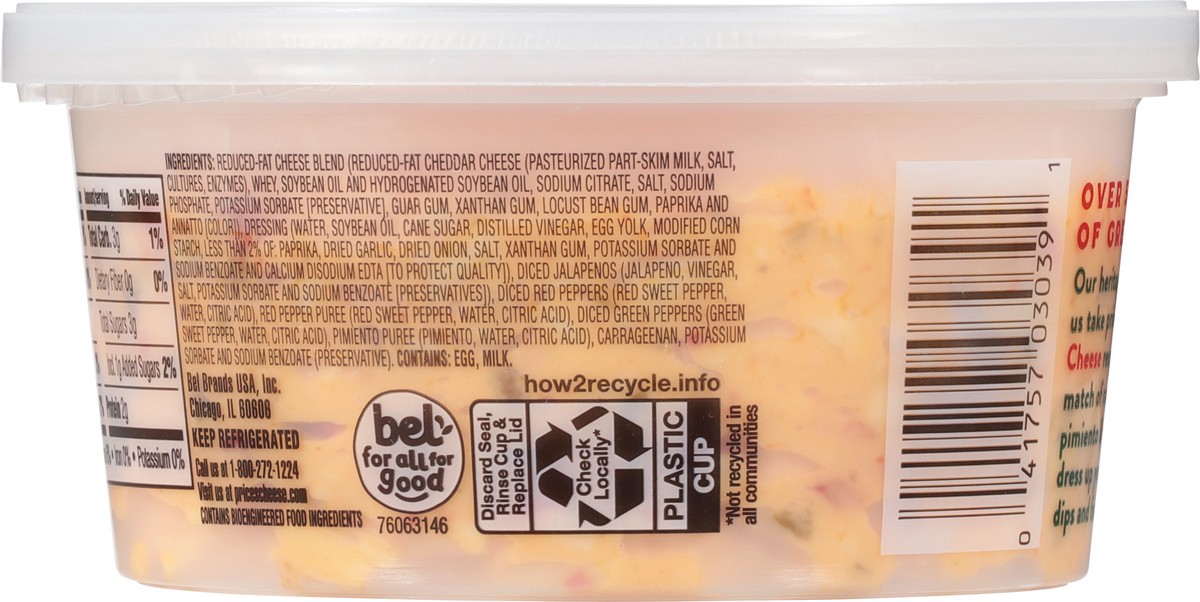 Amount/serving % Daily Value
Total Carb. 3g 1%
Dietary Fiber 0g 0%
Total Sugars 3g
Incl. 1g Added Sugars 2%
Protein 2g
• Iron 0% • Potassium 0%
INGREDIENTS: REDUCED-FAT CHEESE BLEND (REDUCED-FAT CHEDDAR CHEESE (PASTEURIZED PART-SKIM MILK, SALT,
CULTURES, ENZYMES), WHEY, SOYBEAN OIL AND HYDROGENATED SOYBEAN OIL, SODIUM CITRATE, SALT, SODIUM
PHOSPHATE, POTASSIUM SORBATE [PRESERVATIVE], GUAR GUM, XANTHAN GUM, LOCUST BEAN GUM, PAPRIKA AND
ANNATTO [COLOR]), DRESSING (WATER, SOYBEAN OIL, CANE SUGAR, DISTILLED VINEGAR, EGG YOLK, MODIFIED CORN
STARCH, LESS THAN 2% OF: PAPRIKA, DRIED GARLIC, DRIED ONION, SALT, XANTHAN GUM, POTASSIUM SORBATE AND
SODIUM BENZOATE AND CALCIUM DISODIUM EDTA [TO PROTECT QUALITY]), DICED JALAPENOS (JALAPENO, VINEGAR,
SALT, POTASSIUM SORBATE AND SODIUM BENZOATE [PRESERVATIVES]), DICED RED PEPPERS (RED SWEET PEPPER,
WATER, CITRIC ACID), RED PEPPER PUREE (RED SWEET PEPPER, WATER, CITRIC ACID), DICED GREEN PEPPERS (GREEN
SWEET PEPPER, WATER, CITRIC ACID), PIMIENTO PUREE (PIMIENTO, WATER, CITRIC ACID), CARRAGEENAN, POTASSIUM
SORBATE AND SODIUM BENZOATE (PRESERVATIVE). CONTAINS: EGG, MILK.
Bel Brands USA, Inc.
Chicago, IL 60606
KEEP REFRIGERATED
Call us at 1-800-272-1224
Visit us at pricescheese.com
CONTAINS BIOENGINEERED FOOD INGREDIENTS
bel
for all for
good
76063146
how2recycle.info
Discard Seal,
Rinse Cup &
Replace Lid
Check
Locally*
PLASTIC
CUP
*Not recycled in
all communities
0 41757 03039 1
OVER
OF
Our
us take
Cheese
match
pimiento
dress up
dips and